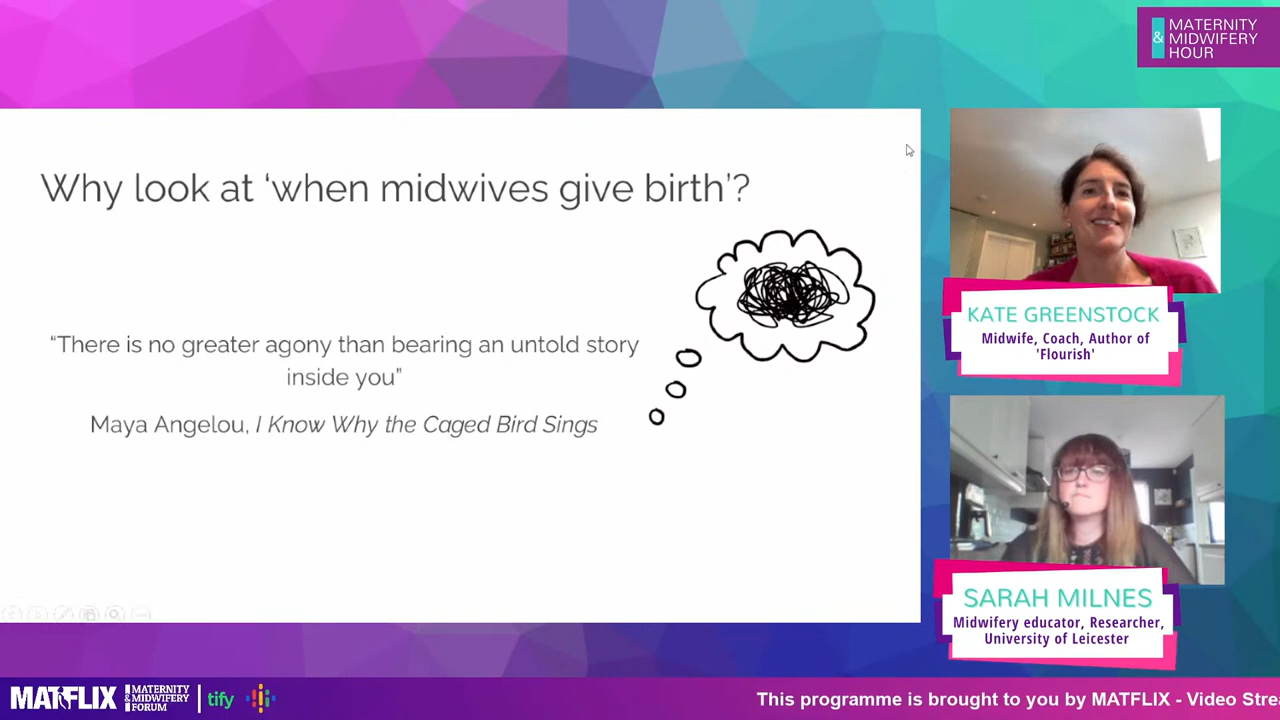 MATERNITY
& MIDWIFERY
HOUR
Why look at ‘when midwives give birth’?
“There is no greater agony than bearing an untold story
inside you”
Maya Angelou, I Know Why the Caged Bird Sings
KATE GREENSTOCK
Midwife, Coach, Author of
'Flourish'
SARAH MILNES
Midwifery educator, Researcher,
University of Leicester
MATFLIX
MATERNITY
& MIDWIFERY
FORUM
tify
This programme is brought to you by MATFLIX - Video Strea